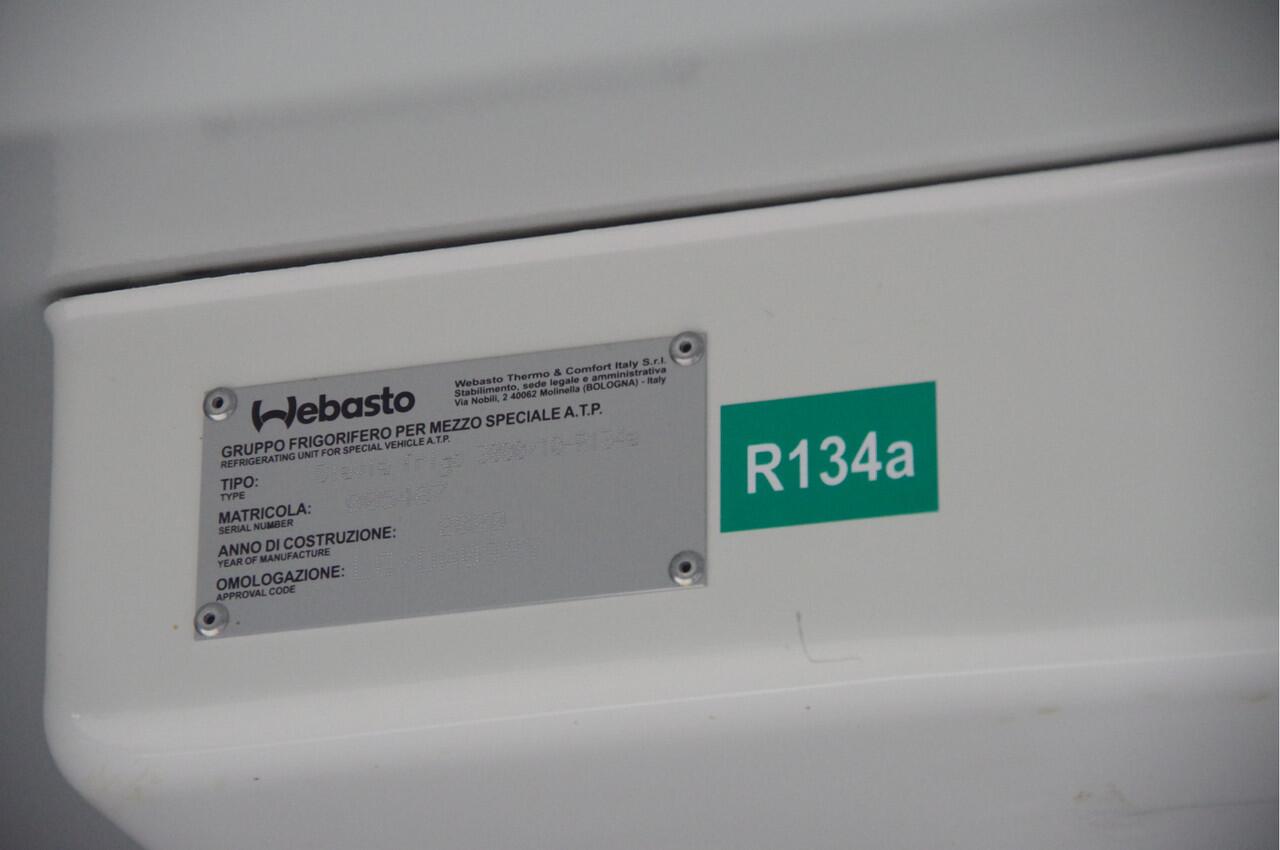 Webasto
Webasto Thermo & Comfort Italy S.r.l.
Stabilimento, sede legale e amministrativa
Via Nobili, 2 40062 Molinella (BOLOGNA) - Italy
GRUPPO FRIGORIFERO PER MEZZO SPECIALE A.T.P.
REFRIGERATING UNIT FOR SPECIAL VEHICLE A.T.P.
TIPO: frigo R134a
TYPE
MATRICOLA:
SERIAL NUMBER
ANNO DI COSTRUZIONE:
YEAR OF MANUFACTURE
OMOLOGAZIONE:
APPROVAL CODE
R134a